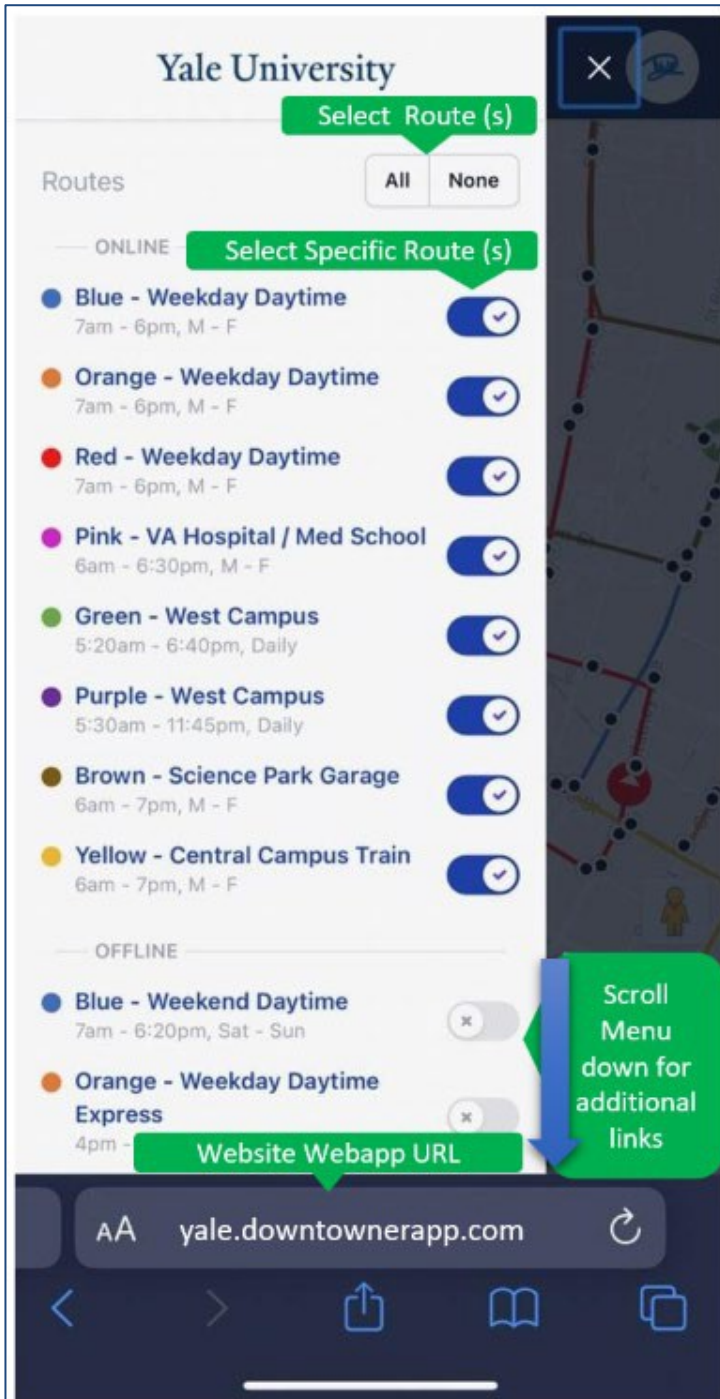 Yale University
Select Route (s)
Routes
All None
ONLINE
Select Specific Route (s)
Blue - Weekday Daytime
7am - 6pm, M - F
Orange - Weekday Daytime
7am - 6pm, M - F
Red - Weekday Daytime
7am - 6pm, M - F
Pink - VA Hospital / Med School
6am - 6:30pm, M - F
Green - West Campus
5:20am - 6:40pm, Daily
Purple - West Campus
5:30am - 11:45pm, Daily
Brown - Science Park Garage
6am - 7pm, M - F
Yellow - Central Campus Train
6am - 7pm, M - F
OFFLINE
Blue - Weekend Daytime
7am - 6:20pm, Sat - Sun
Orange - Weekday Daytime
Express
4pm -
Scroll
Menu
down for
additional
links
Website Webapp URL
AA yale.downtownerapp.com